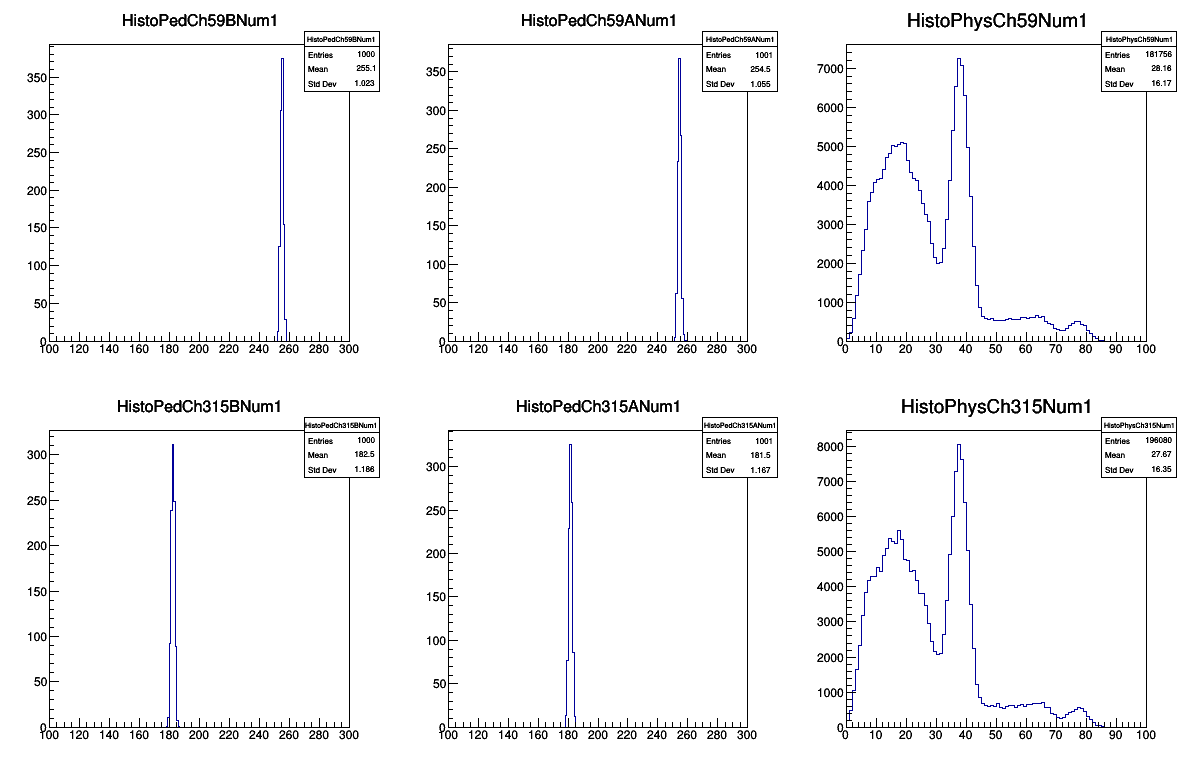 HistoPedCh59BNum1
HistoPedCh59BNum1
Entries 1000
Mean 255.1
Std Dev 1.023
350
300
250
200
150
100
50
0
100 120 140 160 180 200 220 240 260 280 300
HistoPedCh59ANum1
HistoPedCh59ANum1
Entries 1001
Mean 254.5
Std Dev 1.055
350
300
250
200
150
100
50
0
100 120 140 160 180 200 220 240 260 280 300
HistoPhysCh59Num1
HistoPhysCh59Num1
Entries 181756
Mean 28.16
Std Dev 16.17
7000
6000
5000
4000
3000
2000
1000
0
0 10 20 30 40 50 60 70 80 90 100
HistoPedCh315BNum1
HistoPedCh315BNum1
Entries 1000
Mean 182.5
Std Dev 1.186
300
250
200
150
100
50
0
100 120 140 160 180 200 220 240 260 280 300
HistoPedCh315ANum1
HistoPedCh315ANum1
Entries 1001
Mean 181.5
Std Dev 1.167
300
250
200
150
100
50
0
100 120 140 160 180 200 220 240 260 280 300
HistoPhysCh315Num1
HistoPhysCh315Num1
Entries 196080
Mean 27.67
Std Dev 16.35
8000
7000
6000
5000
4000
3000
2000
1000
0
0 10 20 30 40 50 60 70 80 90 100